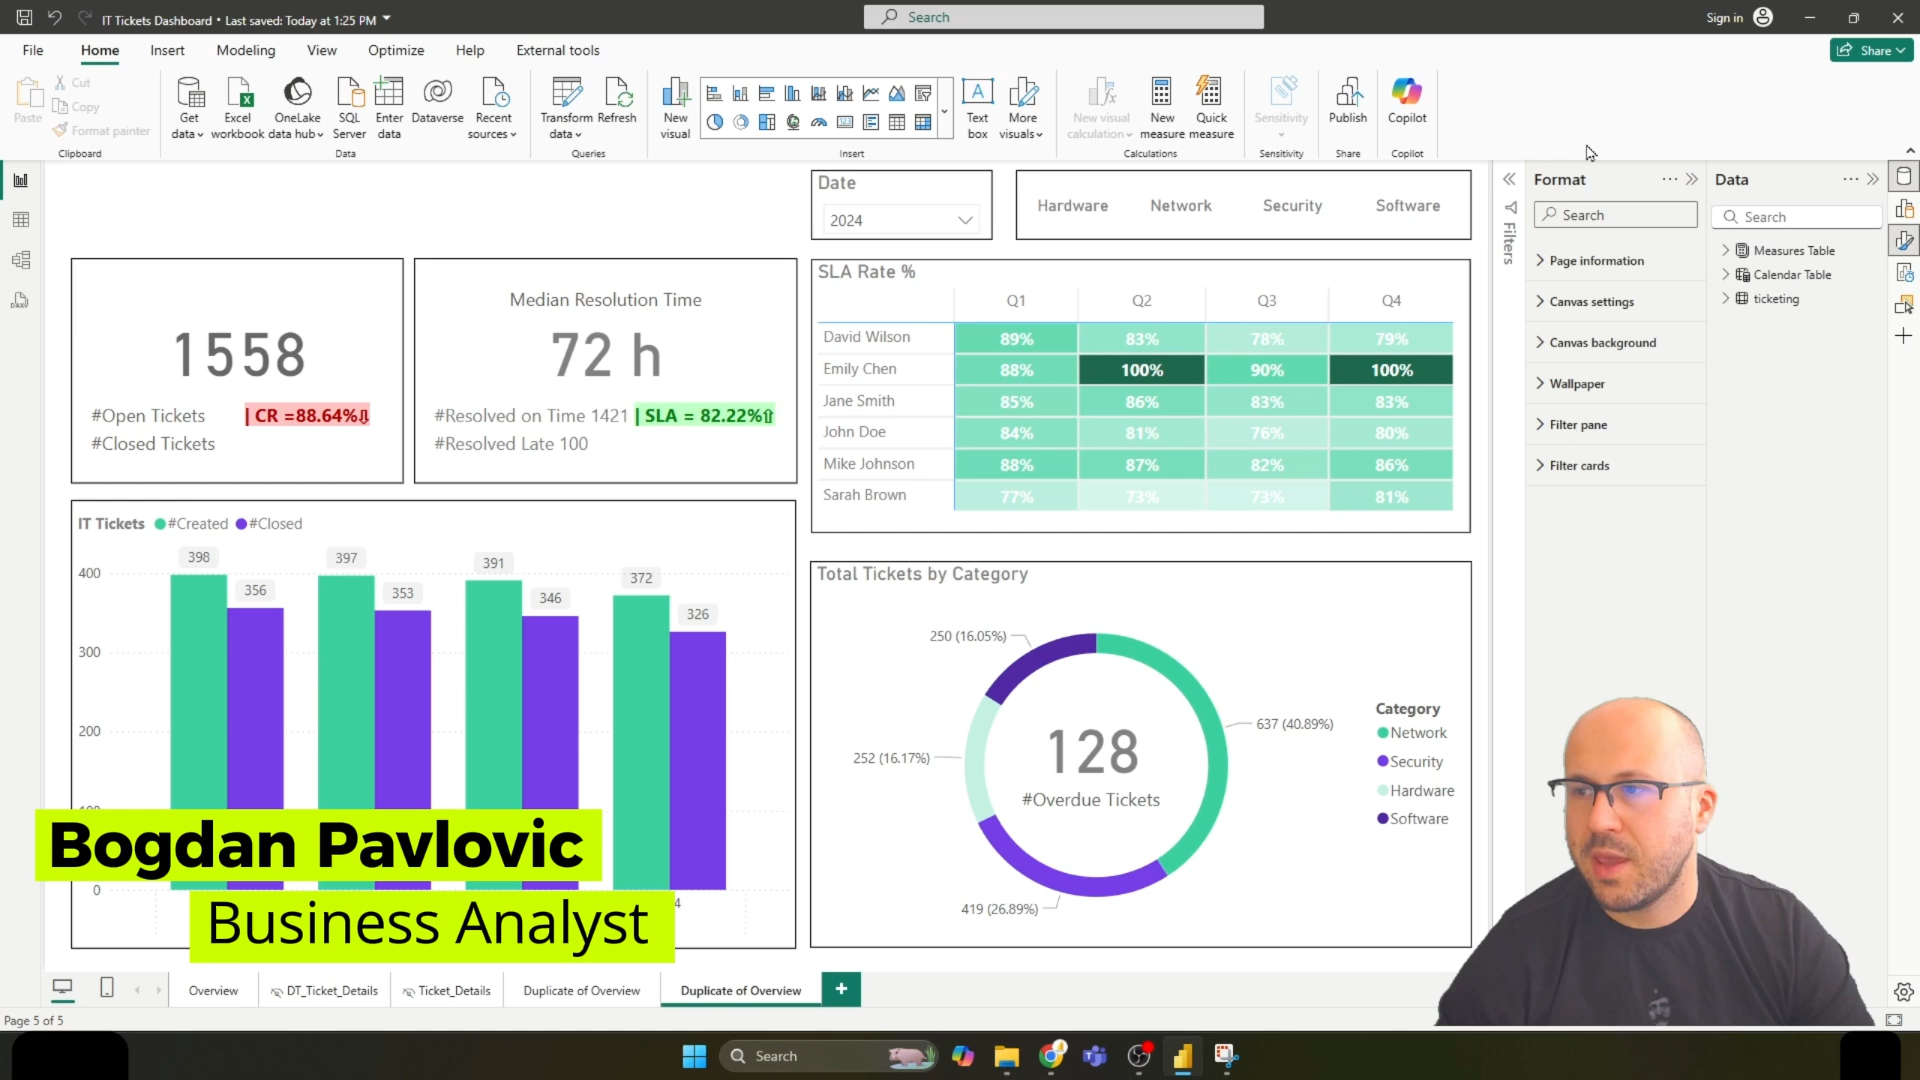 IT Tickets Dashboard • Last saved: Today at 1:25 PM
Search
Sign in
File Home Insert Modeling View Optimize Help External tools
Share
Paste
Cut
Copy
Format painter
Clipboard
Get data
Excel workbook
OneLake data hub
SQL Server
Enter data
Dataverse
Recent sources
Data
Transform data
Refresh
Queries
New visual
Text box
More visuals
Insert
New visual calculation
New measure
Quick measure
Calculations
Sensitivity
Sensitivity
Publish
Share
Copilot
Copilot
Date
2024
Hardware Network Security Software
1558
#Open Tickets | CR =88.64%⇩
#Closed Tickets
Median Resolution Time
72 h
#Resolved on Time 1421 | SLA = 82.22%⇧
#Resolved Late 100
SLA Rate %
Q1 Q2 Q3 Q4
David Wilson 89% 83% 78% 79%
Emily Chen 88% 100% 90% 100%
Jane Smith 85% 86% 83% 83%
John Doe 84% 81% 76% 80%
Mike Johnson 88% 87% 82% 86%
Sarah Brown 77% 73% 73% 81%
IT Tickets #Created #Closed
398 356 397 353 391 346 372 326
400
300
200
0
4
Total Tickets by Category
250 (16.05%)
637 (40.89%)
252 (16.17%)
419 (26.89%)
128
#Overdue Tickets
Category
Network
Security
Hardware
Software
Filters
Format
Search
Page information
Canvas settings
Canvas background
Wallpaper
Filter pane
Filter cards
Data
Search
Measures Table
Calendar Table
ticketing
Bogdan Pavlovic
Business Analyst
Overview DT_Ticket_Details Ticket_Details Duplicate of Overview Duplicate of Overview +
Page 5 of 5
Search